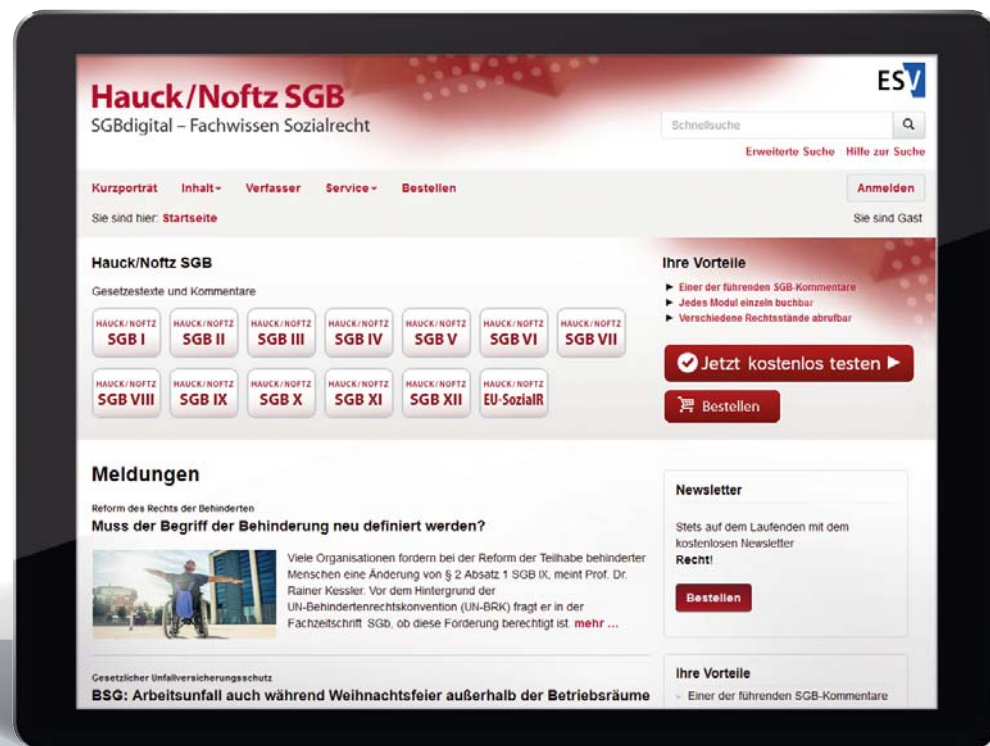 Hauck/Noftz SGB
SGBdigital – Fachwissen Sozialrecht
ESV
Schnellsuche
Erweiterte Suche Hilfe zur Suche
Kurzporträt Inhalt Verfasser Service Bestellen
Anmelden
Sie sind hier: Startseite
Sie sind Gast
Hauck/Noftz SGB
Gesetzestexte und Kommentare
HAUCK/NOFTZ HAUCK/NOFTZ HAUCK/NOFTZ HAUCK/NOFTZ HAUCK/NOFTZ HAUCK/NOFTZ HAUCK/NOFTZ
SGB I SGB II SGB III SGB IV SGB V SGB VI SGB VII
HAUCK/NOFTZ HAUCK/NOFTZ HAUCK/NOFTZ HAUCK/NOFTZ HAUCK/NOFTZ HAUCK/NOFTZ
SGB VIII SGB IX SGB X SGB XI SGB XII EU-SozialR
Ihre Vorteile
Einer der führenden SGB-Kommentare
Jedes Modul einzeln buchbar
Verschiedene Rechtsstände abrufbar
Jetzt kostenlos testen
Bestellen
Meldungen
Reform des Rechts der Behinderten
Muss der Begriff der Behinderung neu definiert werden?
Viele Organisationen fordern bei der Reform der Teilhabe behinderter
Menschen eine Änderung von § 2 Absatz 1 SGB IX, meint Prof. Dr.
Rainer Kessler. Vor dem Hintergrund der
UN-Behindertenrechtskonvention (UN-BRK) fragt er in der
Fachzeitschrift SGb, ob diese Forderung berechtigt ist. mehr ...
Gesetzlicher Unfallversicherungsschutz
BSG: Arbeitsunfall auch während Weihnachtsfeier außerhalb der Betriebsräume
Newsletter
Stets auf dem Laufenden mit dem
kostenlosen Newsletter
Recht!
Bestellen
Ihre Vorteile
Einer der führenden SGB-Kommentare